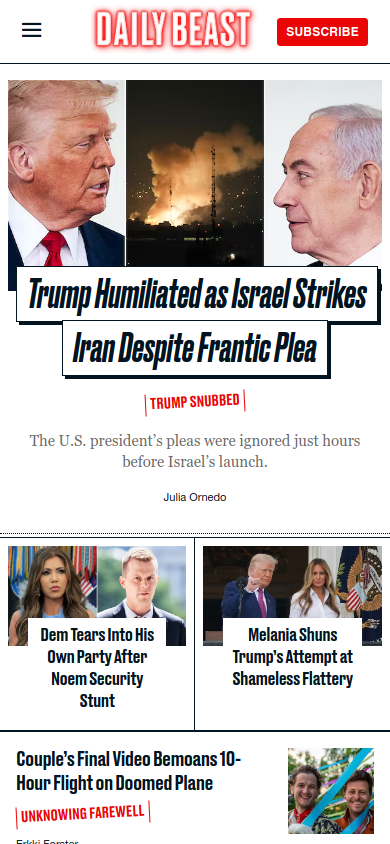 DAILY BEAST
SUBSCRIBE
Trump Humiliated as Israel Strikes
Iran Despite Frantic Plea
TRUMP SNUBBED
The U.S. president's pleas were ignored just hours
before Israel's launch.
Julia Ornedo
Dem Tears Into His
Own Party After
Noem Security
Stunt
Melania Shuns
Trump's Attempt at
Shameless Flattery
Couple's Final Video Bemoans 10-
Hour Flight on Doomed Plane
UNKNOWING FAREWELL